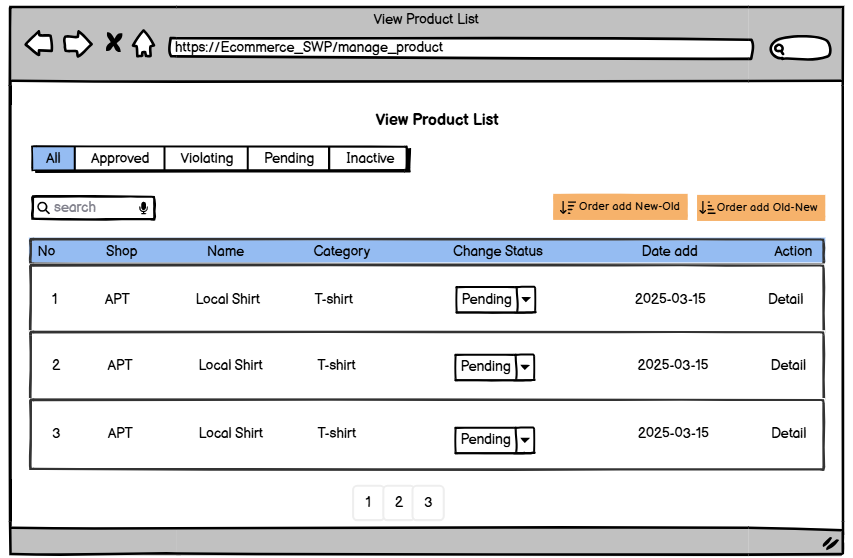 View Product List
https://Ecommerce_SWP/manage_product
View Product List
All Approved Violating Pending Inactive
search Order add New-Old Order add Old-New
No Shop Name Category Change Status Date add Action
1 APT Local Shirt T-shirt Pending 2025-03-15 Detail
2 APT Local Shirt T-shirt Pending 2025-03-15 Detail
3 APT Local Shirt T-shirt Pending 2025-03-15 Detail
1 2 3